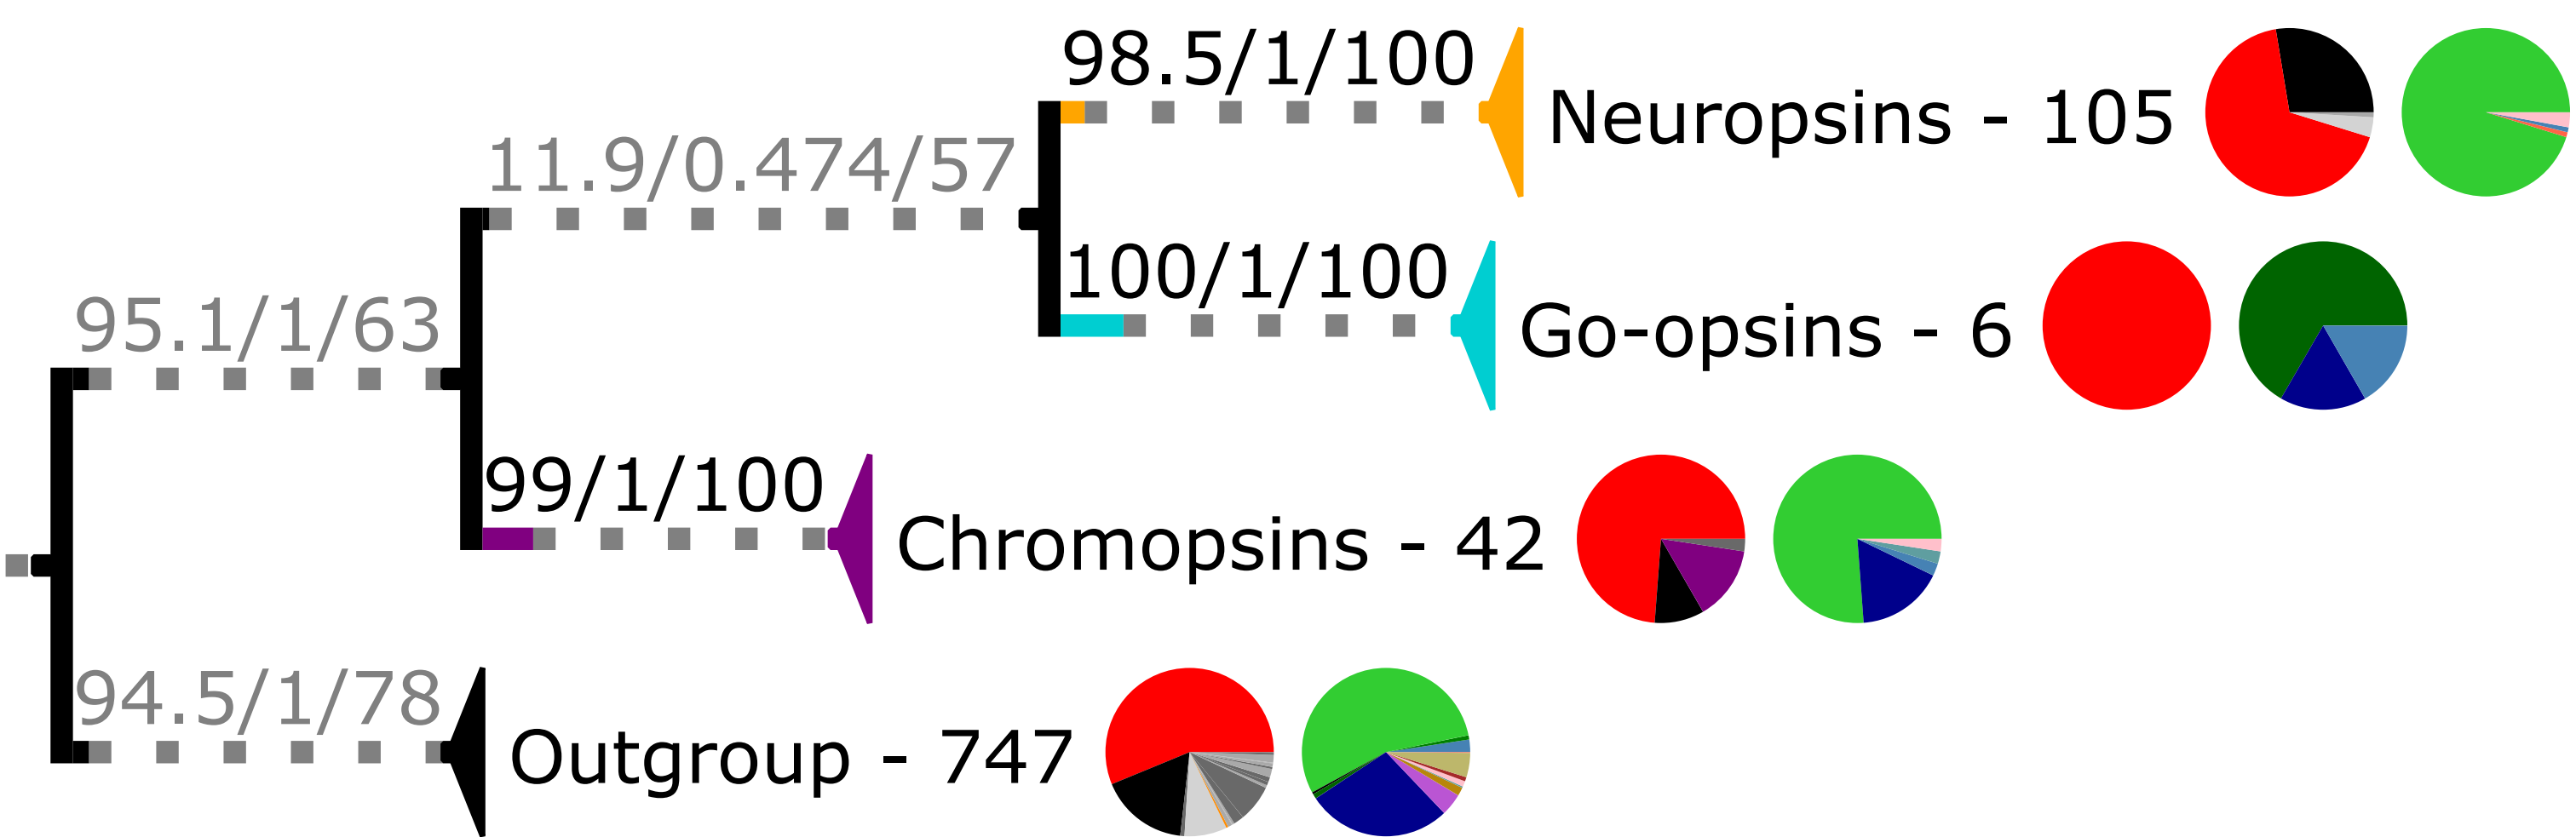 98.5/1/100
Neuropsins - 105
11.9/0.474/57
100/1/100
Go-opsins - 6
95.1/1/63
99/1/100
Chromopsins - 42
94.5/1/78
Outgroup - 747